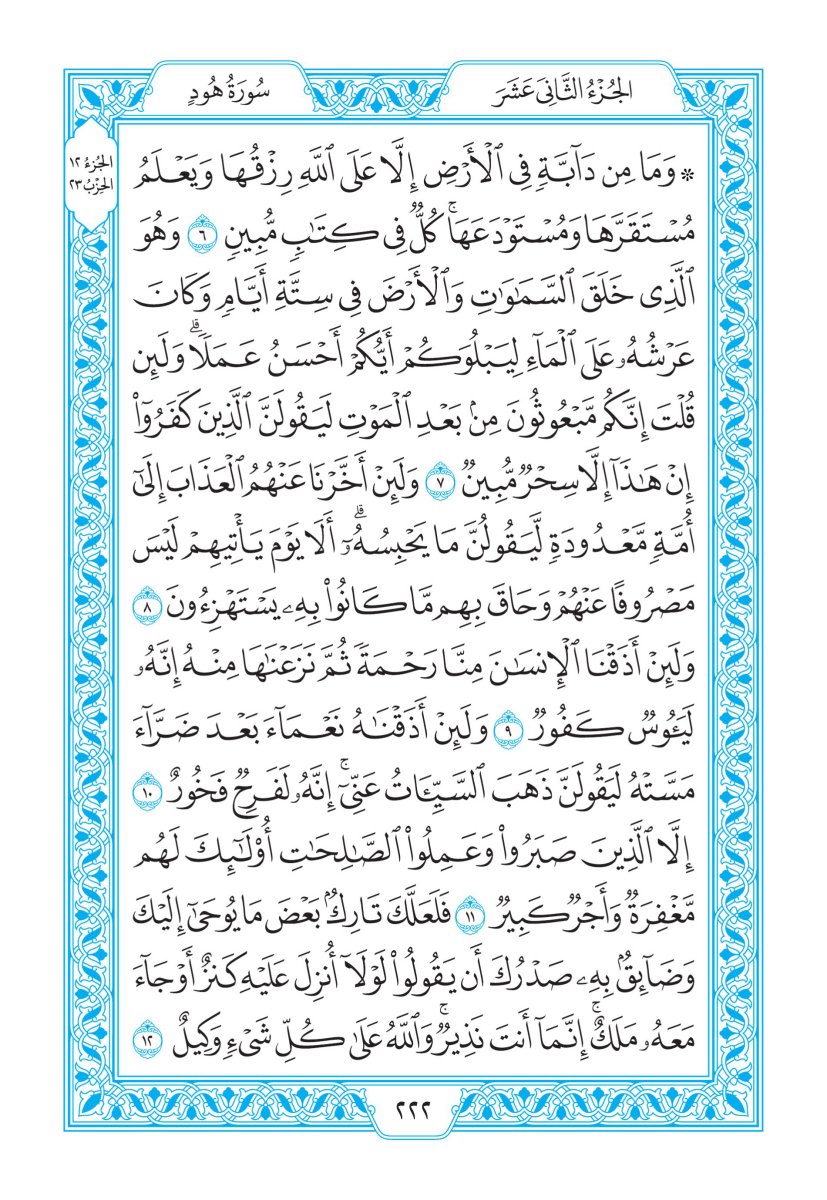 الجُزْءُ الثَّانِيَ عَشَرَ
سُورَةُ هُودٍ
الجُزءُ ١٢
الحِزْبُ ٢٣
* وَمَا مِن دَآبَّةٖ فِي ٱلۡأَرۡضِ إِلَّا عَلَى ٱللَّهِ رِزۡقُهَا وَيَعۡلَمُ
مُسۡتَقَرَّهَا وَمُسۡتَوۡدَعَهَاۚ كُلّٞ فِي كِتَٰبٖ مُّبِينٖ ٦ وَهُوَ
ٱلَّذِي خَلَقَ ٱلسَّمَٰوَٰتِ وَٱلۡأَرۡضَ فِي سِتَّةِ أَيَّامٖ وَكَانَ
عَرۡشُهُۥ عَلَى ٱلۡمَآءِ لِيَبۡلُوَكُمۡ أَيُّكُمۡ أَحۡسَنُ عَمَلٗاۗ وَلَئِن
قُلۡتَ إِنَّكُم مَّبۡعُوثُونَ مِنۢ بَعۡدِ ٱلۡمَوۡتِ لَيَقُولَنَّ ٱلَّذِينَ كَفَرُوٓاْ
إِنۡ هَٰذَآ إِلَّا سِحۡرٞ مُّبِينٞ ٧ وَلَئِنۡ أَخَّرۡنَا عَنۡهُمُ ٱلۡعَذَابَ إِلَىٰٓ
أُمَّةٖ مَّعۡدُودَةٖ لَّيَقُولُنَّ مَا يَحۡبِسُهُۥٓۗ أَلَا يَوۡمَ يَأۡتِيهِمۡ لَيۡسَ
مَصۡرُوفًا عَنۡهُمۡ وَحَاقَ بِهِم مَّا كَانُواْ بِهِۦ يَسۡتَهۡزِءُونَ ٨
وَلَئِنۡ أَذَقۡنَا ٱلۡإِنسَٰنَ مِنَّا رَحۡمَةٗ ثُمَّ نَزَعۡنَٰهَا مِنۡهُ إِنَّهُۥ
لَيَـُٔوسٞ كَفُورٞ ٩ وَلَئِنۡ أَذَقۡنَٰهُ نَعۡمَآءَ بَعۡدَ ضَرَّآءَ
مَسَّتۡهُ لَيَقُولَنَّ ذَهَبَ ٱلسَّيِّـَٔاتُ عَنِّيٓۚ إِنَّهُۥ لَفَرِحٞ فَخُورٌ ١٠
إِلَّا ٱلَّذِينَ صَبَرُواْ وَعَمِلُواْ ٱلصَّٰلِحَٰتِ أُوْلَٰٓئِكَ لَهُم
مَّغۡفِرَةٞ وَأَجۡرٞ كَبِيرٞ ١١ فَلَعَلَّكَ تَارِكُۢ بَعۡضَ مَا يُوحَىٰٓ إِلَيۡكَ
وَضَآئِقُۢ بِهِۦ صَدۡرُكَ أَن يَقُولُواْ لَوۡلَآ أُنزِلَ عَلَيۡهِ كَنزٌ أَوۡ جَآءَ
مَعَهُۥ مَلَكٌۚ إِنَّمَآ أَنتَ نَذِيرٞۚ وَٱللَّهُ عَلَىٰ كُلِّ شَيۡءٖ وَكِيلٌ ١٢
٢٢٢